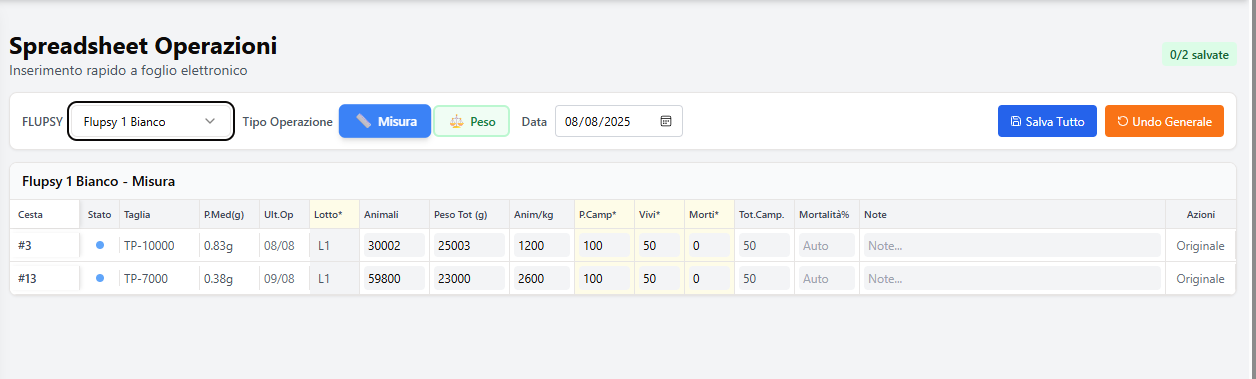 Spreadsheet Operazioni
Inserimento rapido a foglio elettronico
0/2 salvate
FLUPSY Flupsy 1 Bianco Tipo Operazione Misura Peso Data 08/08/2025 Salva Tutto Undo Generale
Flupsy 1 Bianco - Misura
Cesta Stato Taglia P.Med(g) Ult.Op Lotto* Animali Peso Tot (g) Anim/kg P.Camp* Vivi* Morti* Tot.Camp. Mortalità% Note Azioni
#3 TP-10000 0.83g 08/08 L1 30002 25003 1200 100 50 0 50 Auto Note... Originale
#13 TP-7000 0.38g 09/08 L1 59800 23000 2600 100 50 0 50 Auto Note... Originale